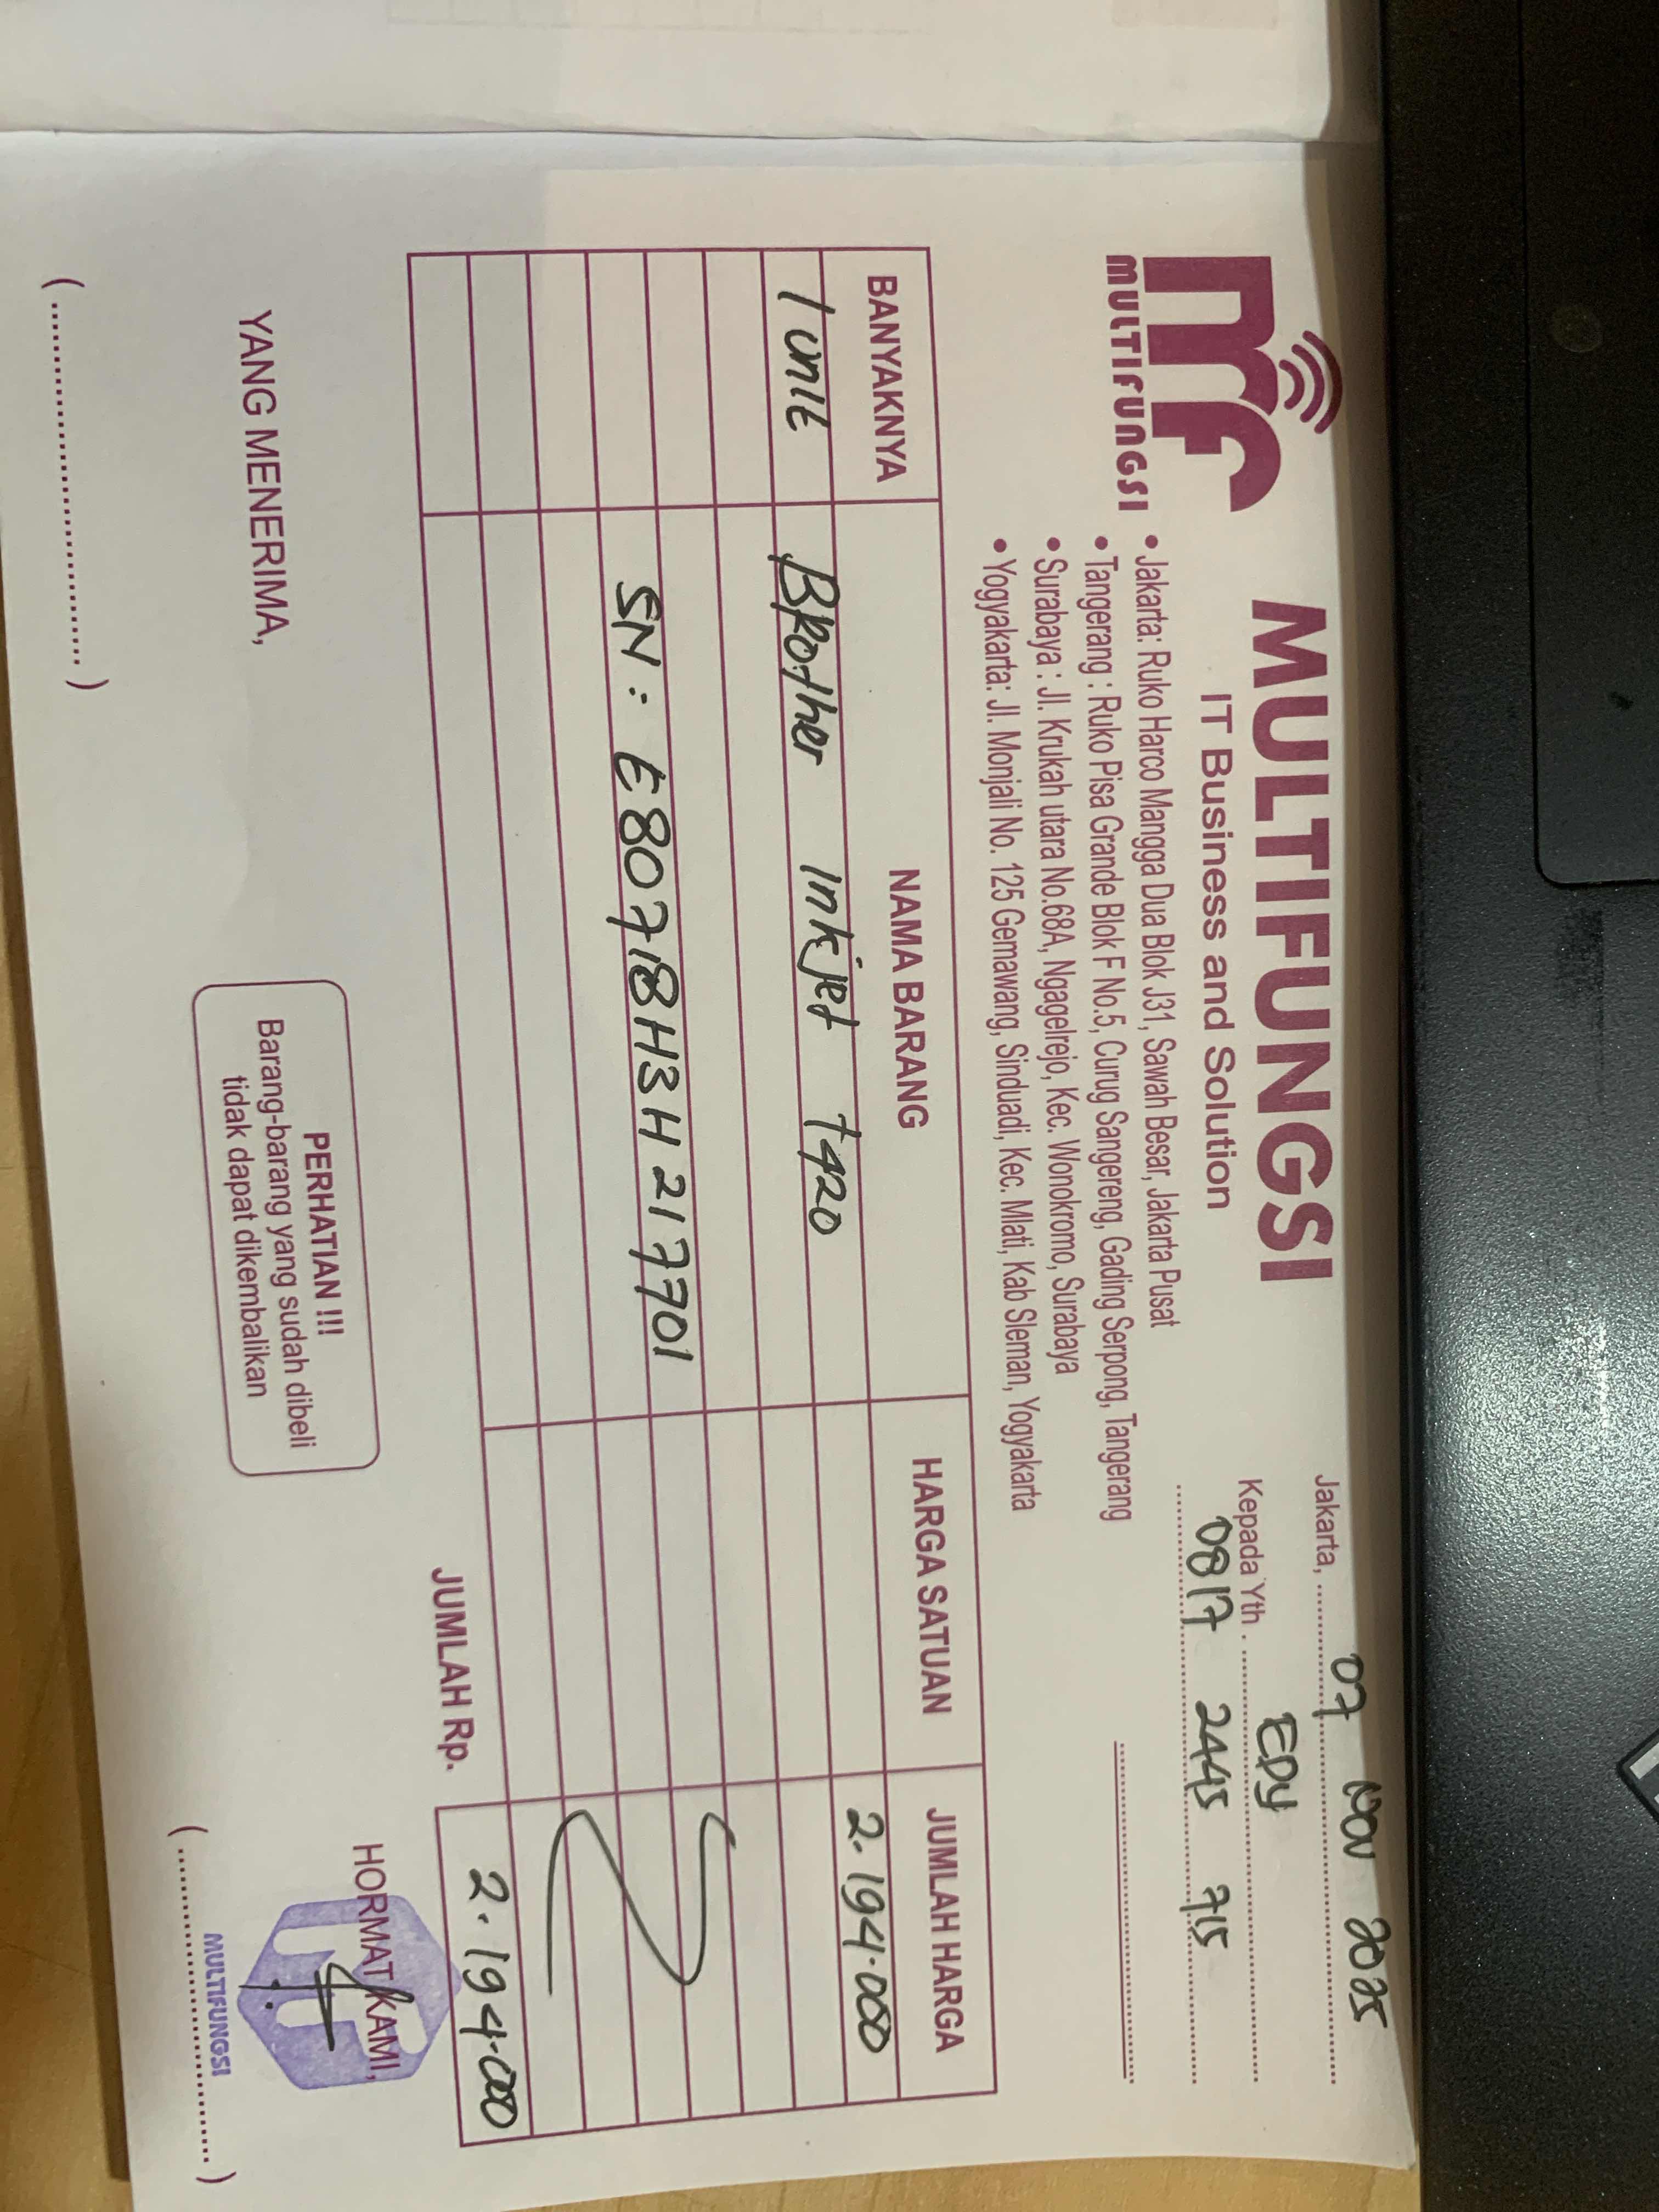 MULTIFUNGSI
MULTIFUNGSI
IT Business and Solution
• Jakarta: Ruko Harco Mangga Dua Blok J31, Sawah Besar, Jakarta Pusat
• Tangerang : Ruko Pisa Grande Blok F No.5, Curug Sangereng, Gading Serpong, Tangerang
• Surabaya : Jl. Krukah utara No.68A, Ngagelrejo, Kec. Wonokromo, Surabaya
• Yogyakarta: Jl. Monjali No. 125 Gemawang, Sinduadi, Kec. Mlati, Kab Sleman, Yogyakarta
Jakarta, 07 Nov 2025
Kepada Yth. EDY
0817 2445 715
BANYAKNYA NAMA BARANG HARGA SATUAN JUMLAH HARGA
1 unit Brother Inkjet T420 2.194.000
SN : E80718H3H217701
JUMLAH Rp. 2.194.000
YANG MENERIMA,
(..............................)
PERHATIAN !!!
Barang-barang yang sudah dibeli
tidak dapat dikembalikan
HORMAT KAMI,
MULTIFUNGSI
(..............................)